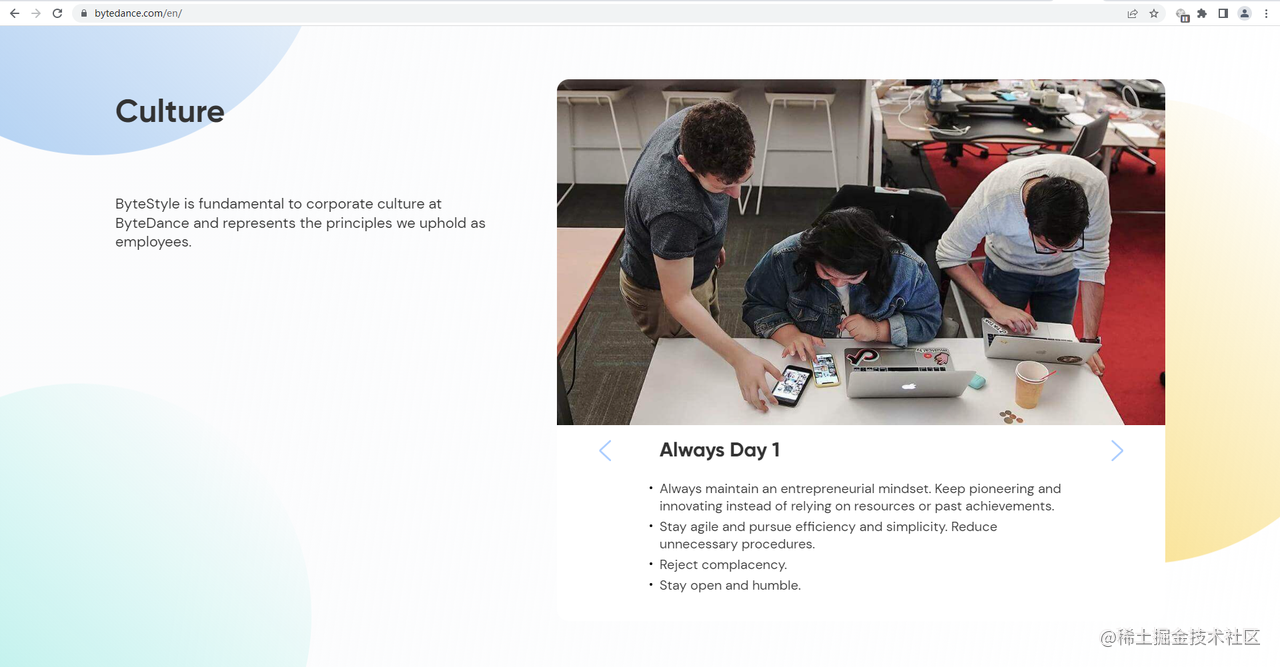 bytedance.com/en/
Culture
ByteStyle is fundamental to corporate culture at
ByteDance and represents the principles we uphold as
employees.
Always Day 1
• Always maintain an entrepreneurial mindset. Keep pioneering and
innovating instead of relying on resources or past achievements.
• Stay agile and pursue efficiency and simplicity. Reduce
unnecessary procedures.
• Reject complacency.
• Stay open and humble.
@稀土掘金技术社区